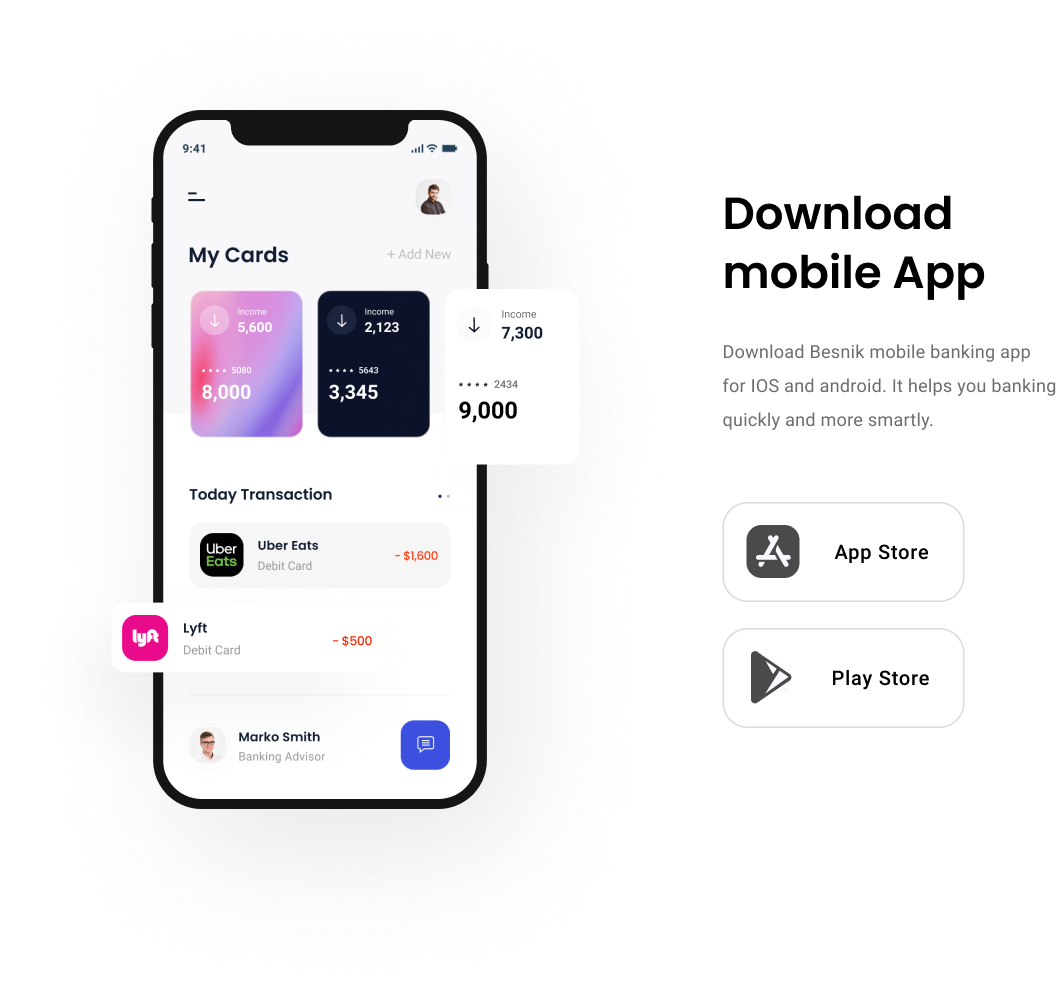 9:41
My Cards
+ Add New
Income
5,600
**** 5080
8,000
Income
2,123
**** 5643
3,345
Income
7,300
**** 2434
9,000
Today Transaction
Uber
Eats
Uber Eats
Debit Card
- $1,600
lyft
Lyft
Debit Card
- $500
Marko Smith
Banking Advisor
Download
mobile App
Download Besnik mobile banking app
for IOS and android. It helps you banking
quickly and more smartly.
App Store
Play Store